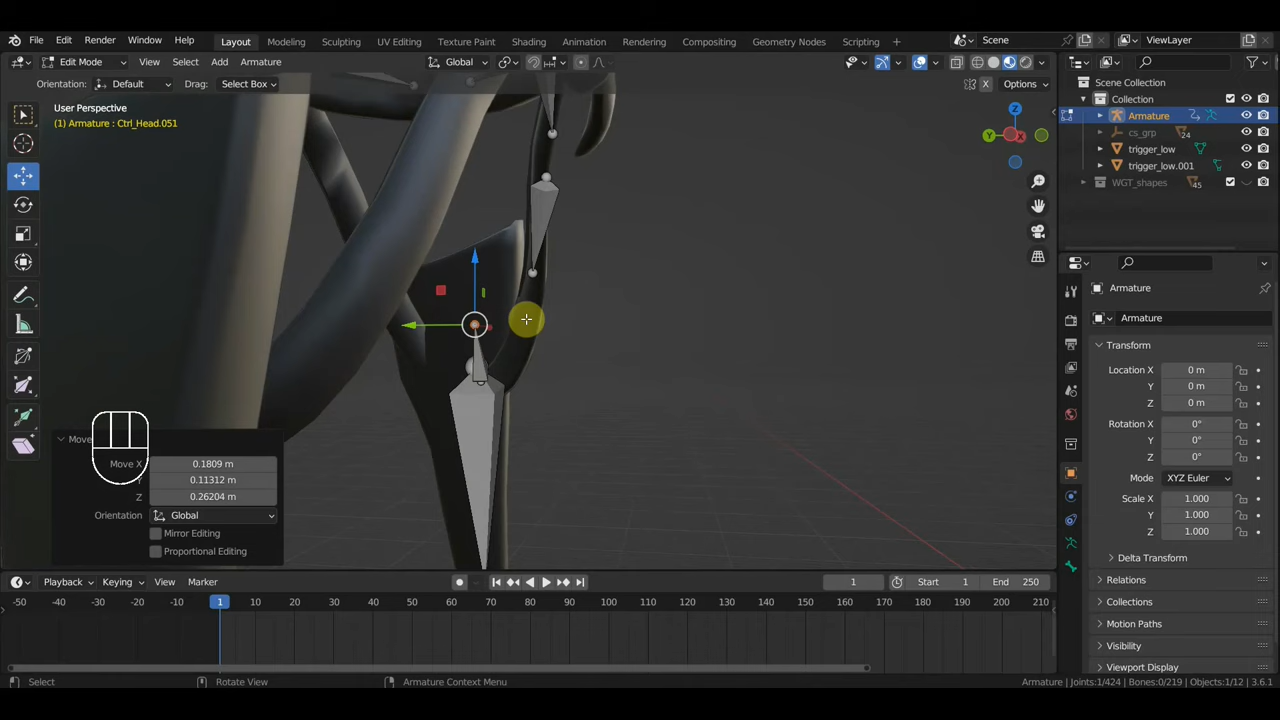 File Edit Render Window Help Layout Modeling Sculpting UV Editing Texture Paint Shading Animation Rendering Compositing Geometry Nodes Scripting + Scene ViewLayer
Edit Mode View Select Add Armature Global
Orientation: Default Drag: Select Box X Options
User Perspective
(1) Armature : Ctrl_Head.051
Z
Y
X
Scene Collection
Collection
Armature
cs_grp 24
trigger_low
trigger_low.001
WGT_shapes 45
Armature
Armature
Transform
Location X 0 m
Y 0 m
Z 0 m
Rotation X 0°
Y 0°
Z 0°
Mode XYZ Euler
Scale X 1.000
Y 1.000
Z 1.000
Delta Transform
Relations
Collections
Motion Paths
Visibility
Viewport Display
Move
Move X 0.1809 m
Y 0.11312 m
Z 0.26204 m
Orientation Global
Mirror Editing
Proportional Editing
Playback Keying View Marker 1 Start 1 End 250
-50 -40 -30 -20 -10 1 10 20 30 40 50 60 70 80 90 100 110 120 130 140 150 160 170 180 190 200 210
Select Rotate View Armature Context Menu Armature | Joints:1/424 | Bones:0/219 | Objects:1/12 | 3.6.1